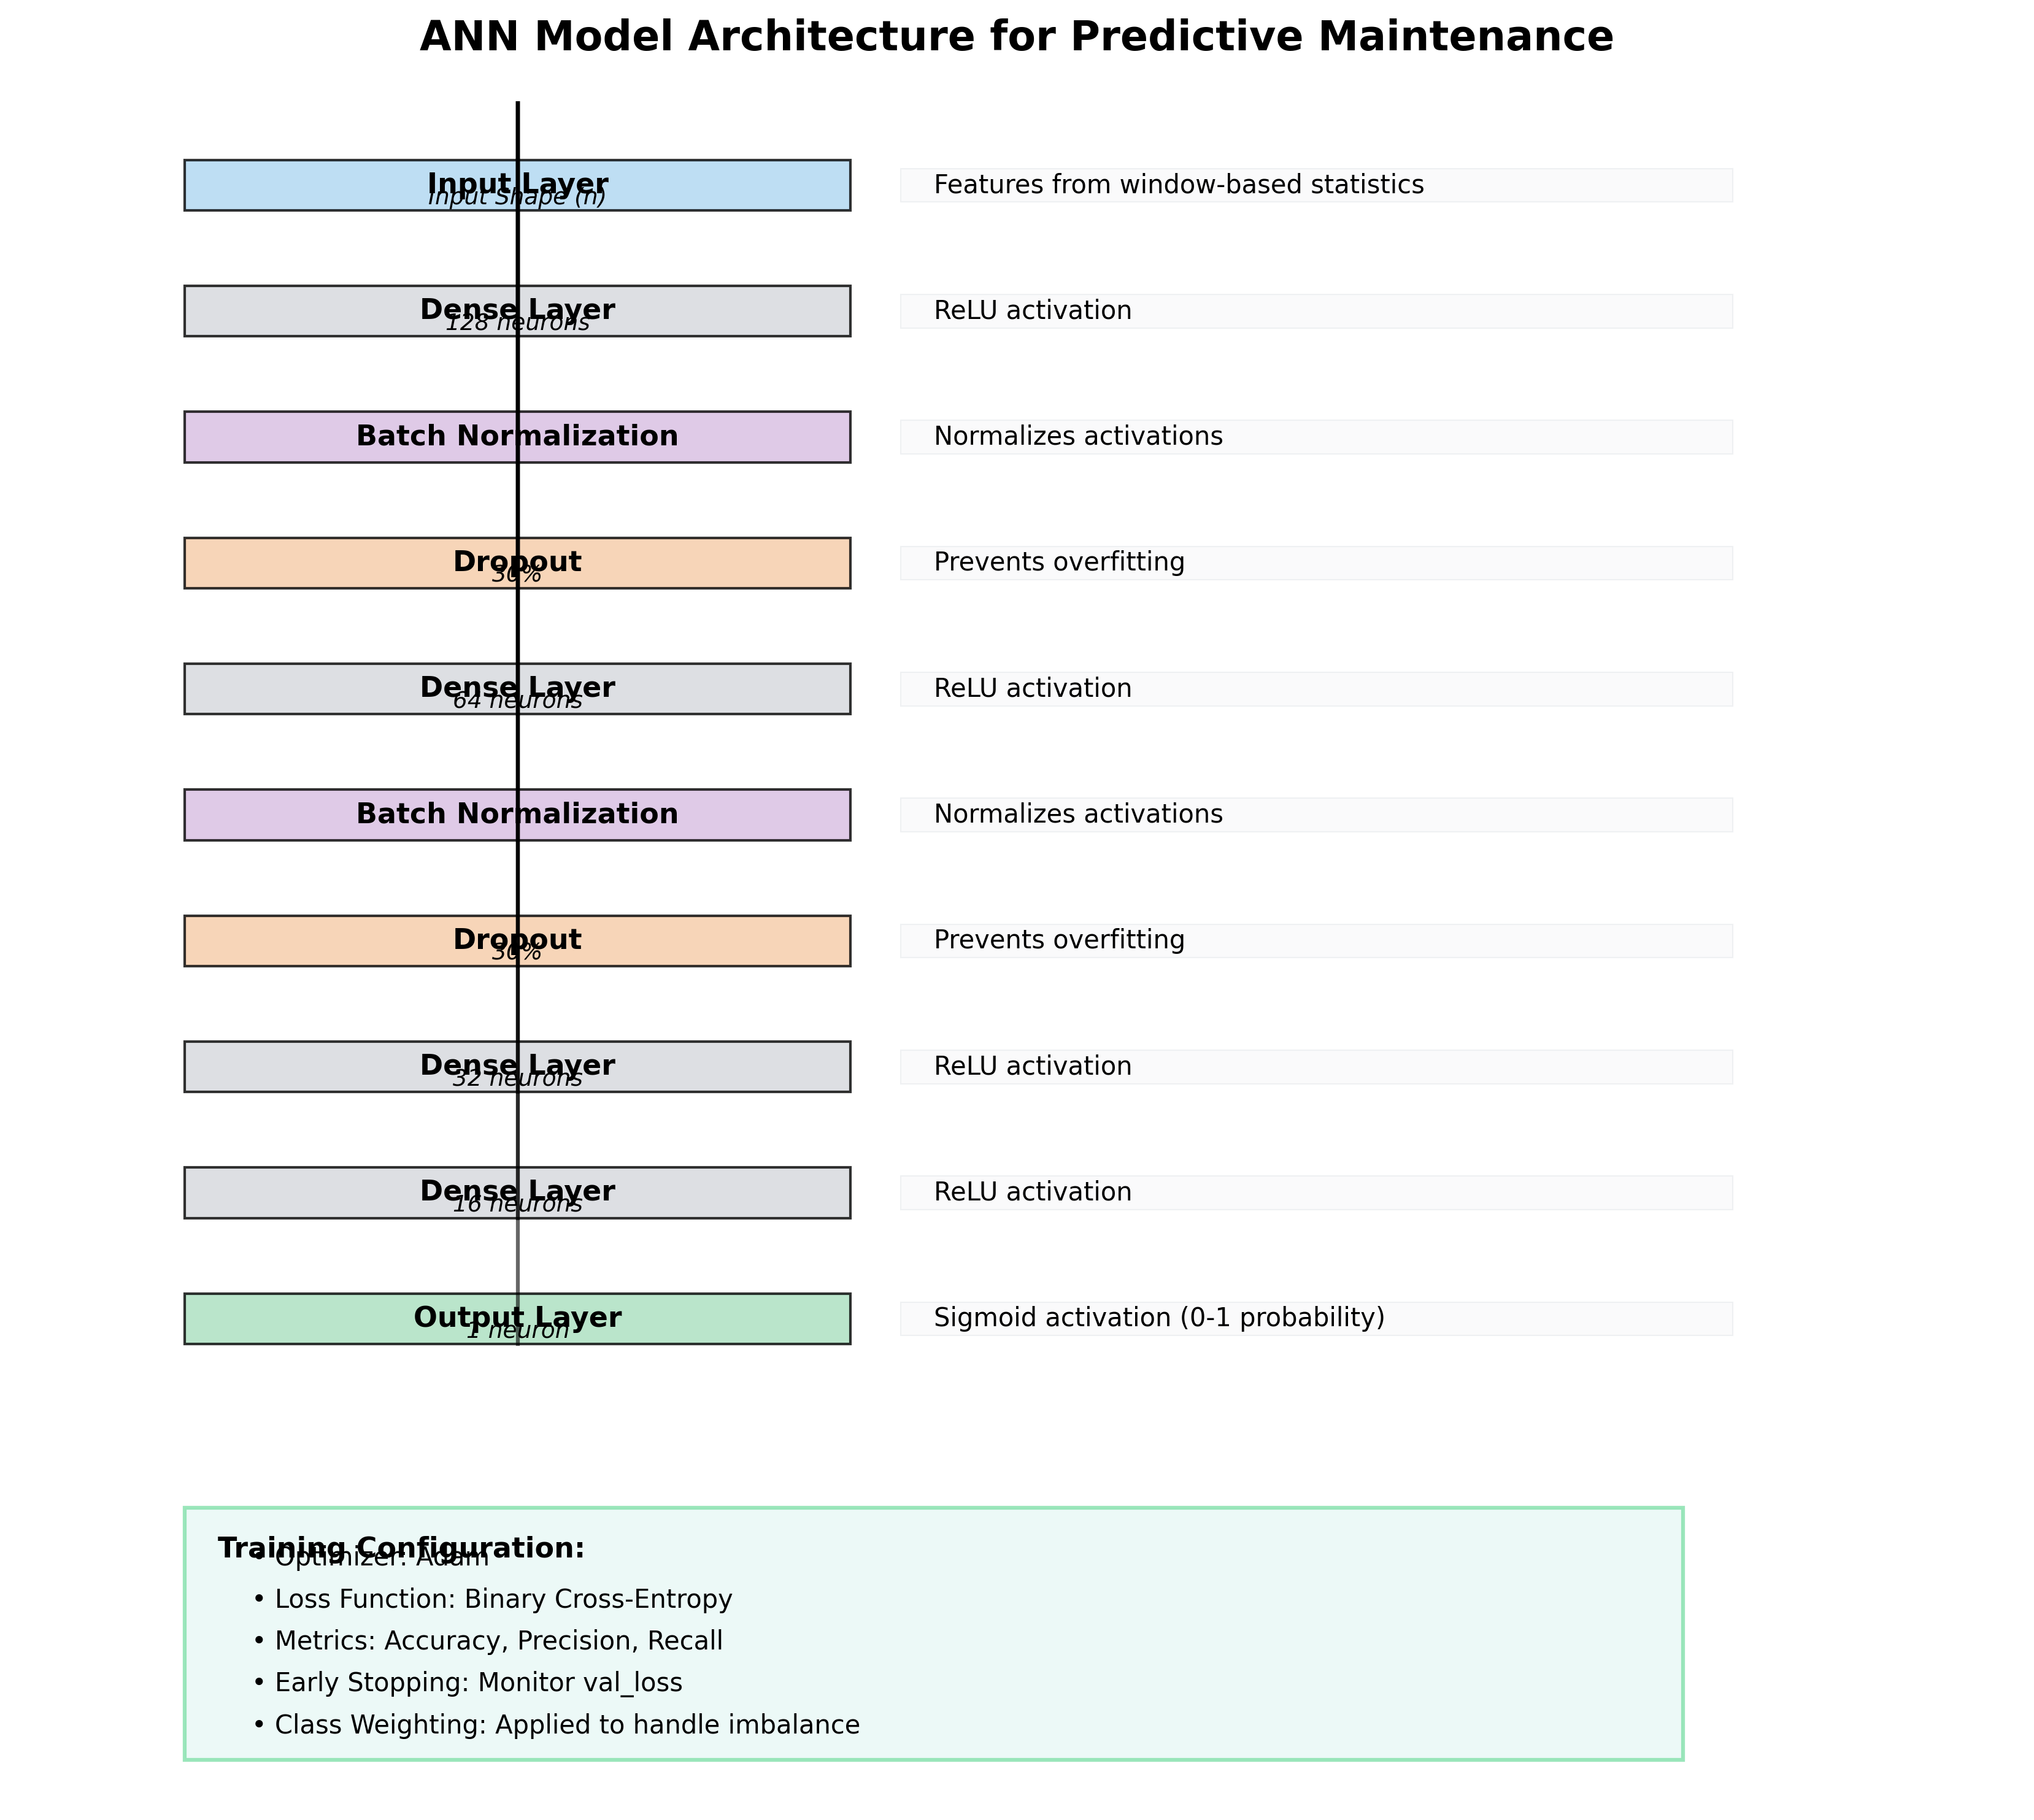 ANN Model Architecture for Predictive Maintenance
Input Layer
Input Shape (n)
Features from window-based statistics
Dense Layer
128 neurons
ReLU activation
Batch Normalization
Normalizes activations
Dropout
30%
Prevents overfitting
Dense Layer
64 neurons
ReLU activation
Batch Normalization
Normalizes activations
Dropout
30%
Prevents overfitting
Dense Layer
32 neurons
ReLU activation
Dense Layer
16 neurons
ReLU activation
Output Layer
1 neuron
Sigmoid activation (0-1 probability)
Training Configuration:
• Optimizer: Adam
• Loss Function: Binary Cross-Entropy
• Metrics: Accuracy, Precision, Recall
• Early Stopping: Monitor val_loss
• Class Weighting: Applied to handle imbalance